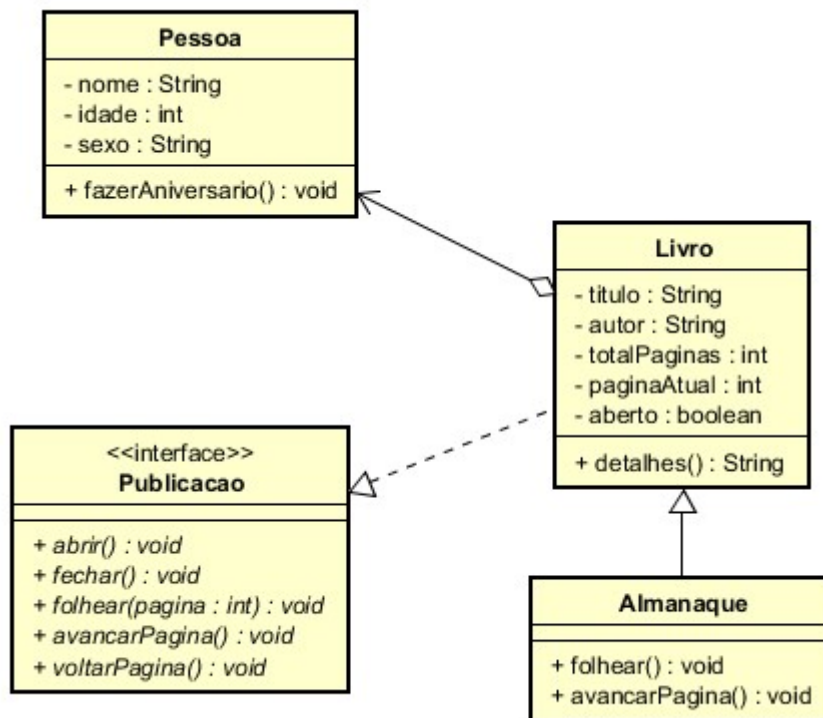 Pessoa
- nome : String
- idade : int
- sexo : String
+ fazerAniversario() : void
Livro
- titulo : String
- autor : String
- totalPaginas : int
- paginaAtual : int
- aberto : boolean
+ detalhes() : String
<<interface>>
Publicacao
+ abrir() : void
+ fechar() : void
+ folhear(pagina : int) : void
+ avancarPagina() : void
+ voltarPagina() : void
Almanaque
+ folhear() : void
+ avancarPagina() : void